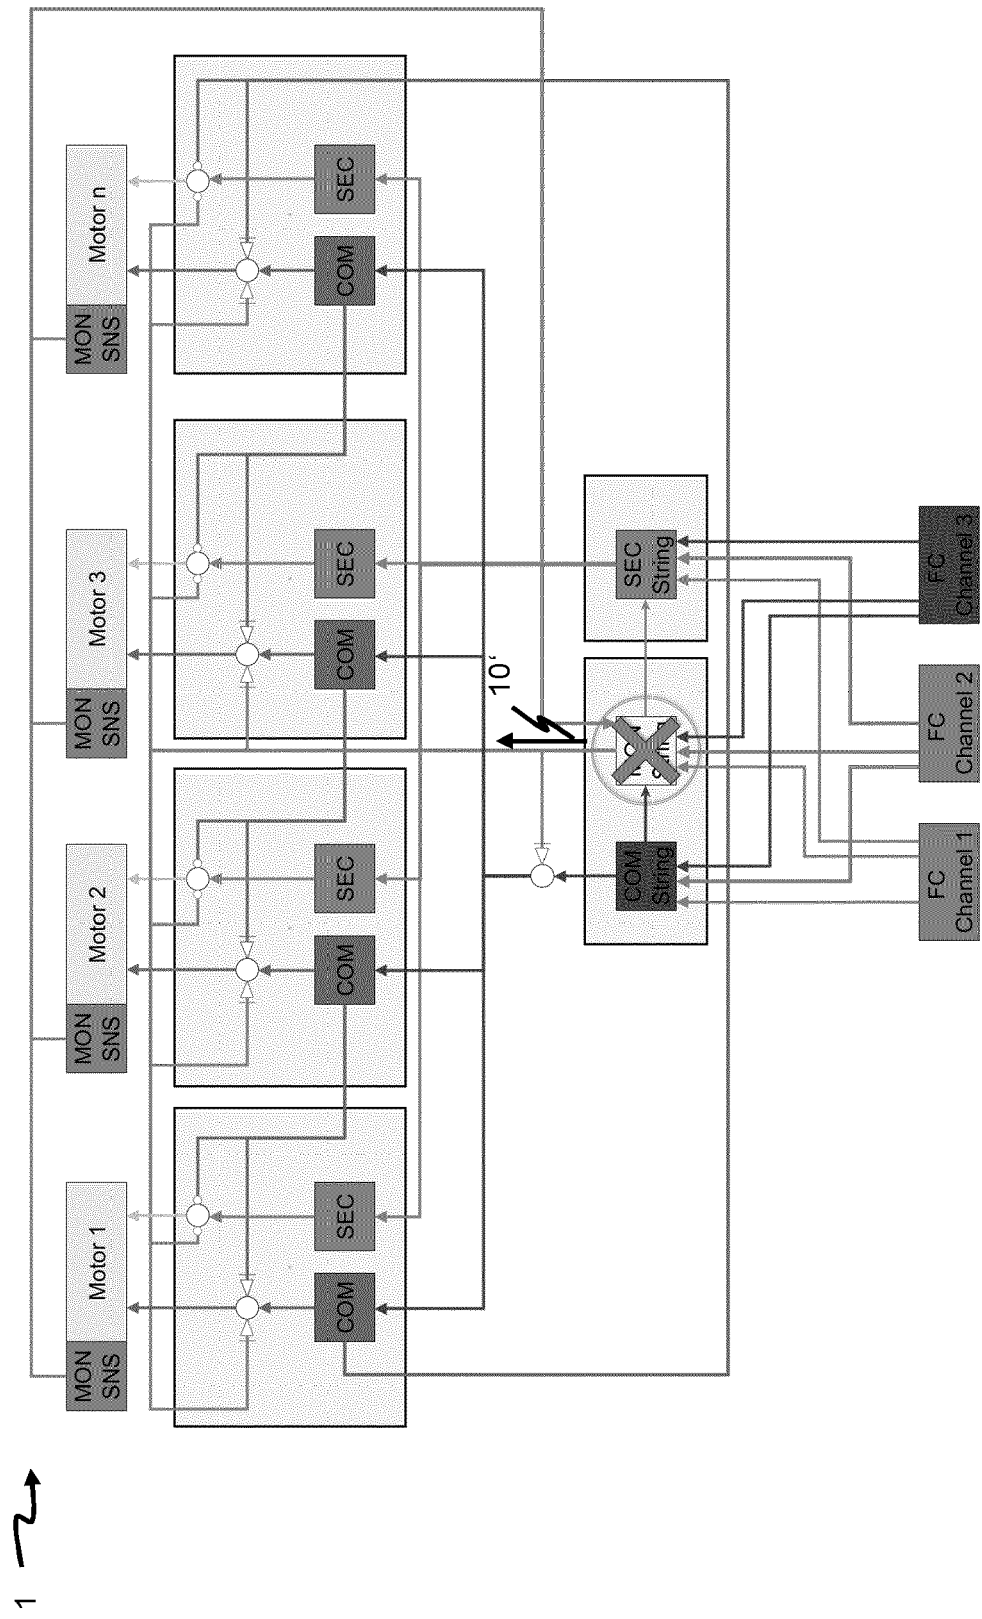 MON
SNS
Motor 1
MON
SNS
Motor 2
MON
SNS
Motor 3
MON
SNS
Motor n
COM
SEC
COM
SEC
COM
SEC
COM
SEC
10‘
COM
String
SEC
String
FC
Channel 1
FC
Channel 2
FC
Channel 3
1